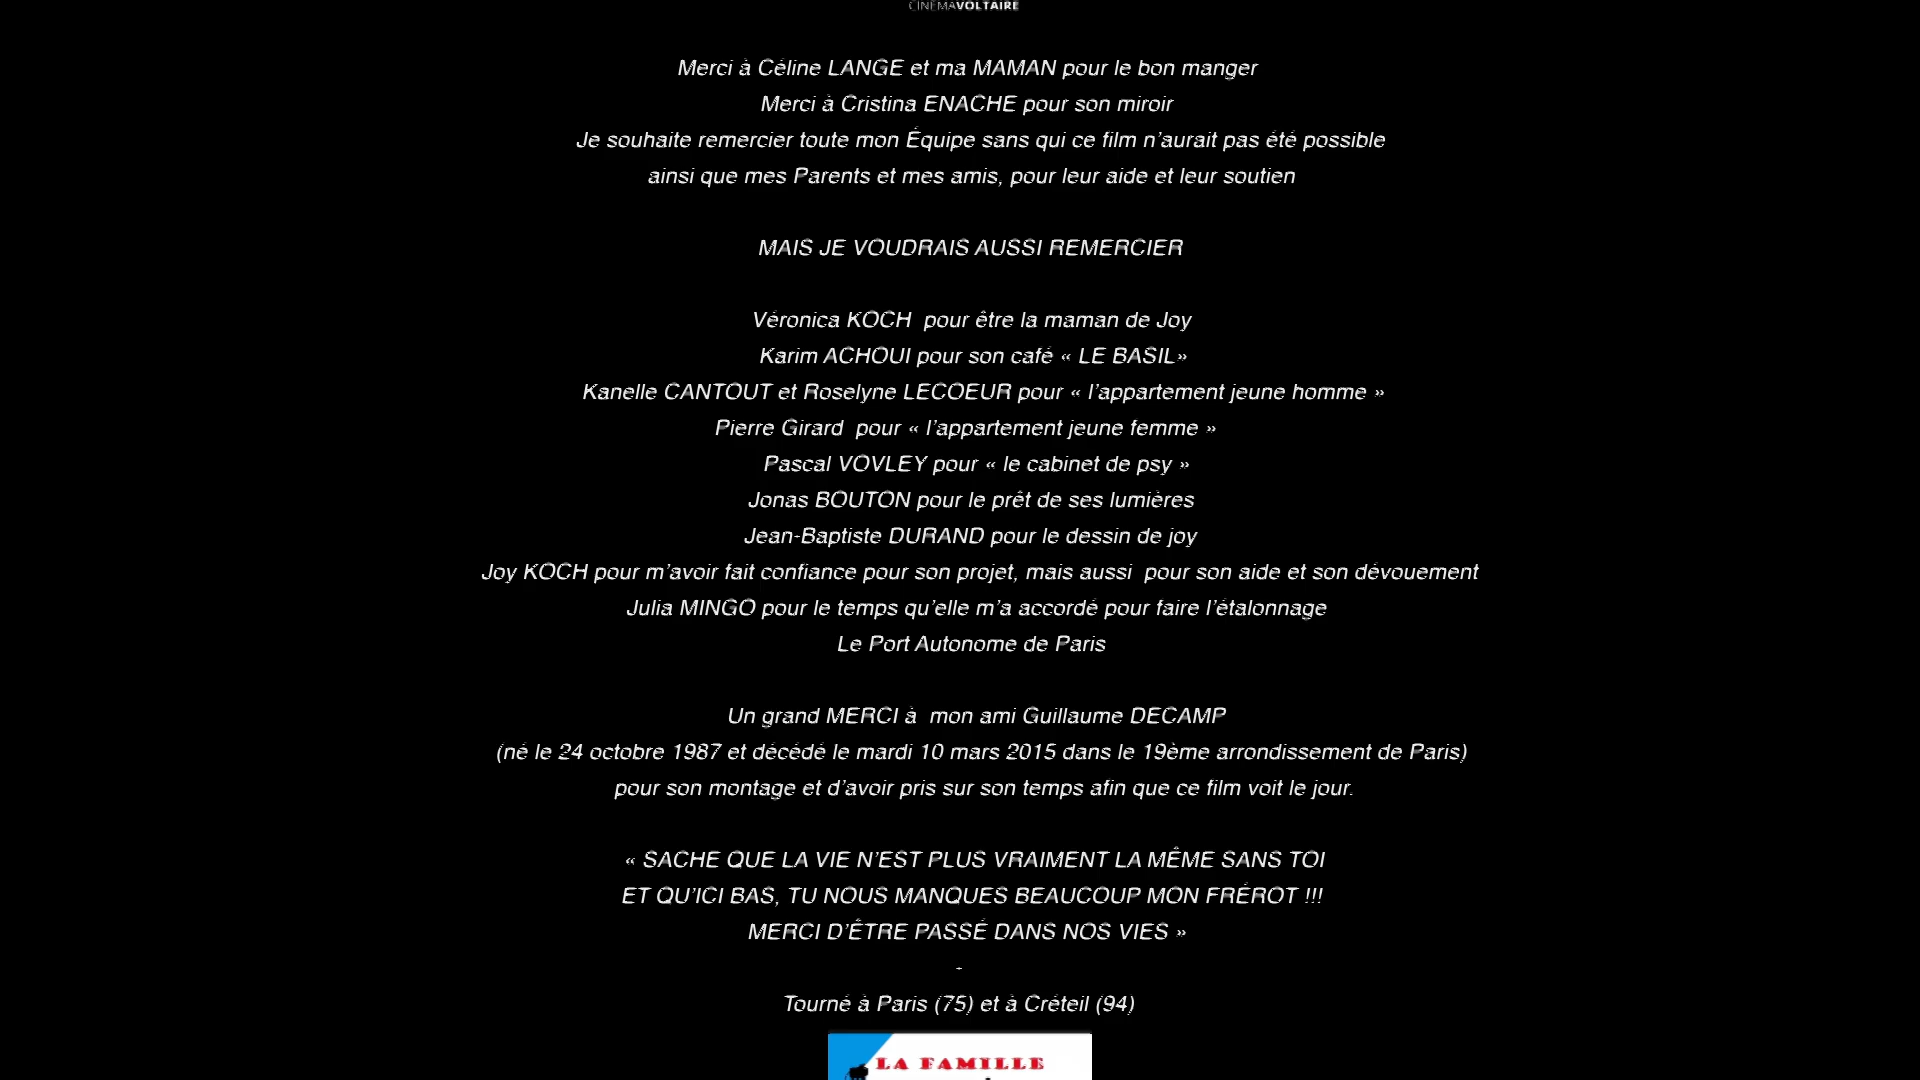 CINÉMAVOLTAIRE
Merci à Céline LANGE et ma MAMAN pour le bon manger
Merci à Cristina ENACHE pour son miroir
Je souhaite remercier toute mon Équipe sans qui ce film n’aurait pas été possible
ainsi que mes Parents et mes amis, pour leur aide et leur soutien
MAIS JE VOUDRAIS AUSSI REMERCIER
Véronica KOCH  pour être la maman de Joy
Karim ACHOUI pour son café « LE BASIL»
Kanelle CANTOUT et Roselyne LECOEUR pour « l’appartement jeune homme »
Pierre Girard  pour « l’appartement jeune femme »
Pascal VOVLEY pour « le cabinet de psy »
Jonas BOUTON pour le prêt de ses lumières
Jean-Baptiste DURAND pour le dessin de joy
Joy KOCH pour m’avoir fait confiance pour son projet, mais aussi  pour son aide et son dévouement
Julia MINGO pour le temps qu’elle m’a accordé pour faire l’étalonnage
Le Port Autonome de Paris
Un grand MERCI à  mon ami Guillaume DECAMP
(né le 24 octobre 1987 et décédé le mardi 10 mars 2015 dans le 19ème arrondissement de Paris)
pour son montage et d’avoir pris sur son temps afin que ce film voit le jour.
« SACHE QUE LA VIE N’EST PLUS VRAIMENT LA MÊME SANS TOI
ET QU’ICI BAS, TU NOUS MANQUES BEAUCOUP MON FRÉROT !!!
MERCI D’ÊTRE PASSÉ DANS NOS VIES »
-
Tourné à Paris (75) et à Créteil (94)
LA FAMILLE